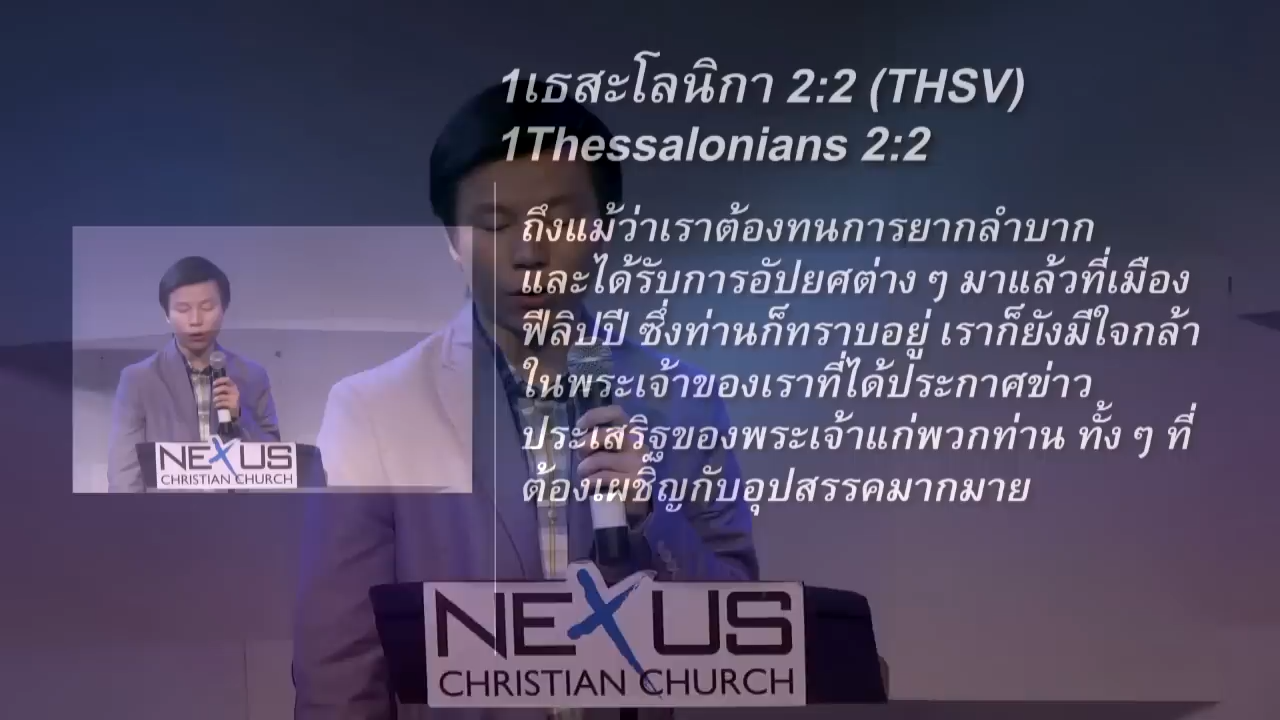 1เธสะโลนิกา 2:2 (THSV)
1Thessalonians 2:2
ถึงแม้ว่าเราต้องทนการยากลำบาก
และได้รับการอัปยศต่าง ๆ มาแล้วที่เมือง
ฟีลิปปี ซึ่งท่านก็ทราบอยู่ เราก็ยังมีใจกล้า
ในพระเจ้าของเราที่ได้ประกาศข่าว
ประเสริฐของพระเจ้าแก่พวกท่าน ทั้ง ๆ ที่
ต้องเผชิญกับอุปสรรคมากมาย
NEXUS
CHRISTIAN CHURCH
NEXUS
CHRISTIAN CHURCH